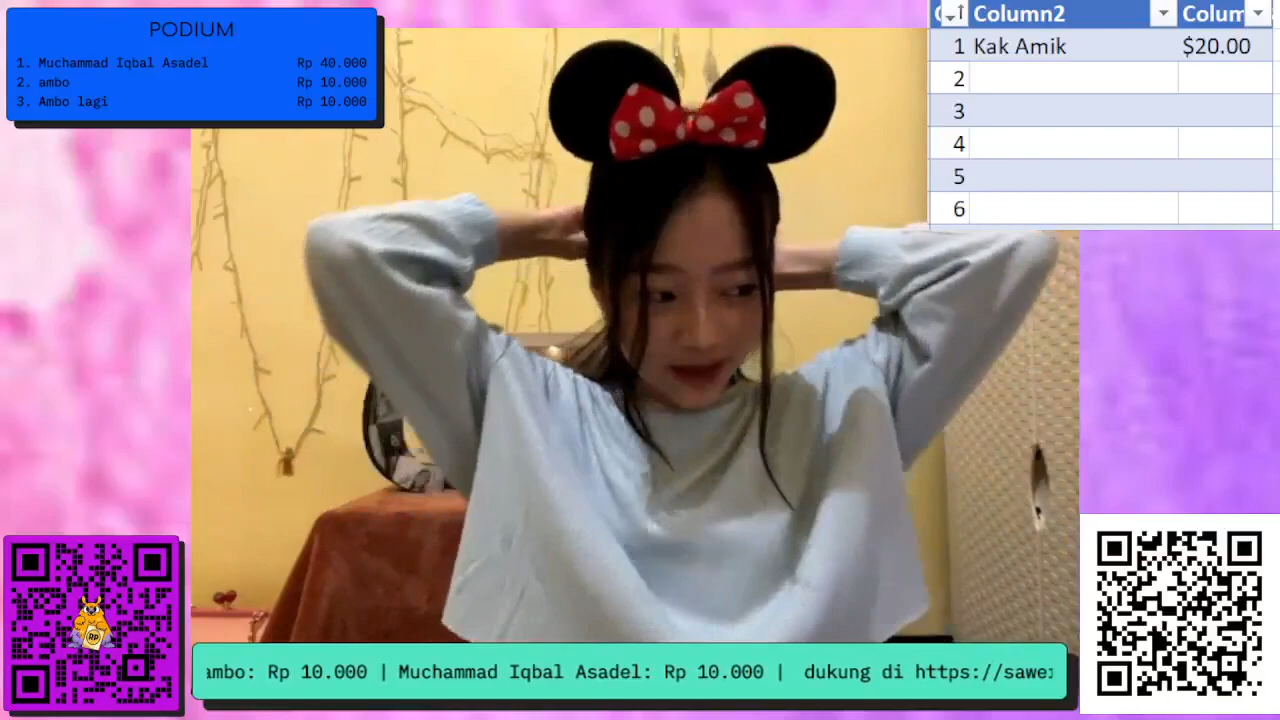 PODIUM
1. Muchammad Iqbal Asadel Rp 40.000
2. ambo Rp 10.000
3. Ambo lagi Rp 10.000
Column2 Colum
1 Kak Amik $20.00
2
3
4
5
6
RP
ambo: Rp 10.000 | Muchammad Iqbal Asadel: Rp 10.000 | dukung di https://sawe